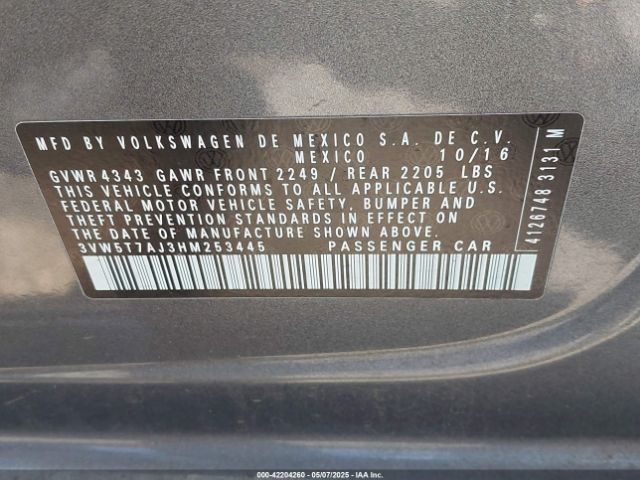 MFD BY VOLKSWAGEN DE MEXICO S.A. DE C.V.
MEXICO 10/16
GVWR 4343 GAWR FRONT 2249 / REAR 2205 LBS
THIS VEHICLE CONFORMS TO ALL APPLICABLE U.S.
FEDERAL MOTOR VEHICLE SAFETY, BUMPER AND
THEFT PREVENTION STANDARDS IN EFFECT ON
THE DATE OF MANUFACTURE SHOWN ABOVE.
3VW5T7AJ3HM253445 PASSENGER CAR
4126748 3131 M
000-42204260 - 05/07/2025 - IAA Inc.